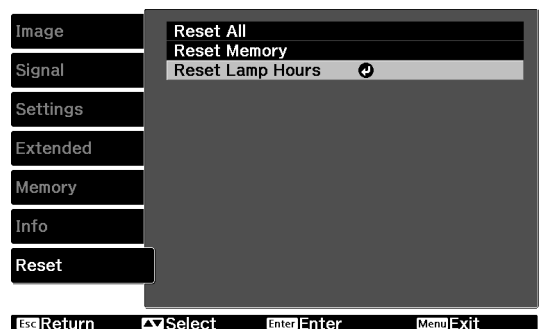 Image
Signal
Settings
Extended
Memory
Info
Reset
Reset All
Reset Memory
Reset Lamp Hours
Esc Return Select Enter Enter Menu Exit